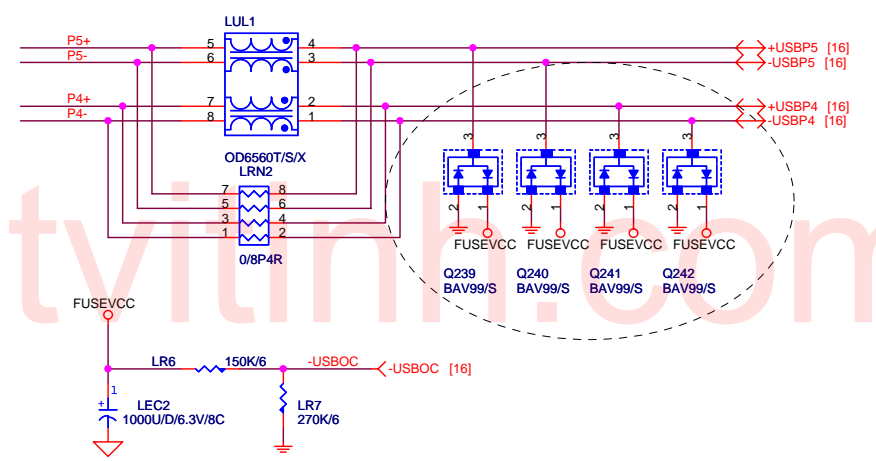 LUL1
P5+ 5 4 +USBP5 [16]
P5- 6 3 -USBP5 [16]
P4+ 7 2 +USBP4 [16]
P4- 8 1 -USBP4 [16]
3 3 3 3
OD6560T/S/X
LRN2
7 8
5 6
3 4
1 2
2 1 2 1 2 1 2 1
FUSEVCC FUSEVCC FUSEVCC FUSEVCC
0/8P4R
Q239 Q240 Q241 Q242
BAV99/S BAV99/S BAV99/S BAV99/S
tvitinh.com
FUSEVCC
LR6 150K/6 -USBOC -USBOC [16]
1
+
LEC2
1000U/D/6.3V/8C
LR7
270K/6